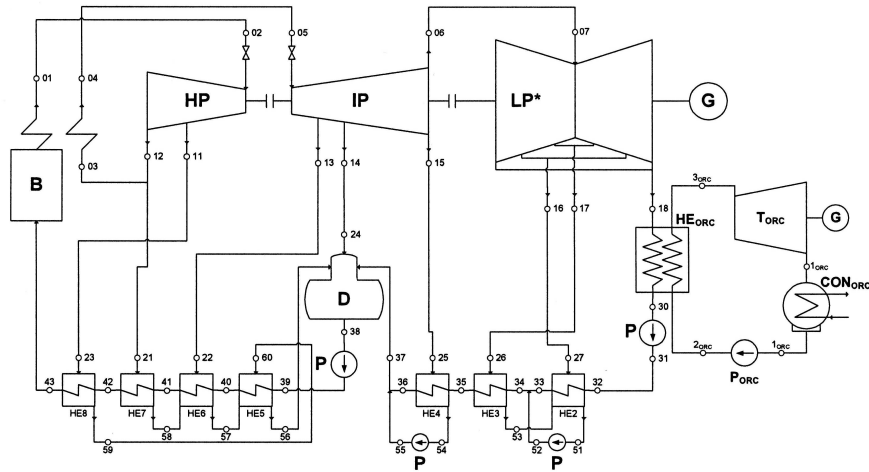 02 05 06 07
01 04
HP IP LP* G
B
03 12 11 13 14 15 16 17 18
3ORC
HEORC TORC G
24
1ORC
CONORC
D
30
38
P P
31
2ORC 1ORC
PORC
23 21 22 60 37 25 26 27
43 42 41 40 39 36 35 34 33 32
HE8 HE7 HE6 HE5 HE4 HE3 HE2
58 57 56 53
59 55 54 52 51
P P